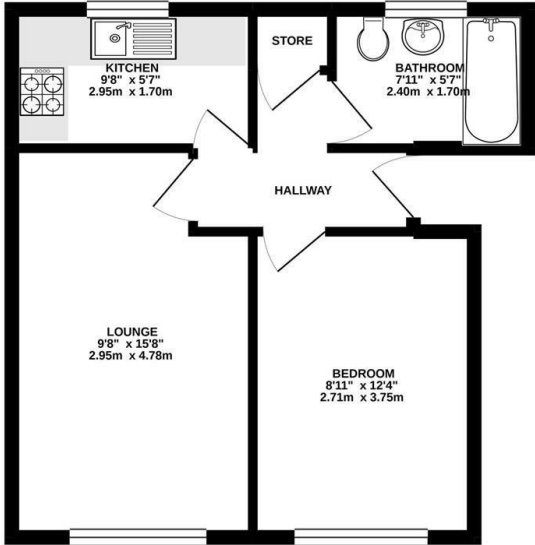 KITCHEN
9'8" x 5'7"
2.95m x 1.70m
STORE
BATHROOM
7'11" x 5'7"
2.40m x 1.70m
HALLWAY
LOUNGE
9'8" x 15'8"
2.95m x 4.78m
BEDROOM
8'11" x 12'4"
2.71m x 3.75m